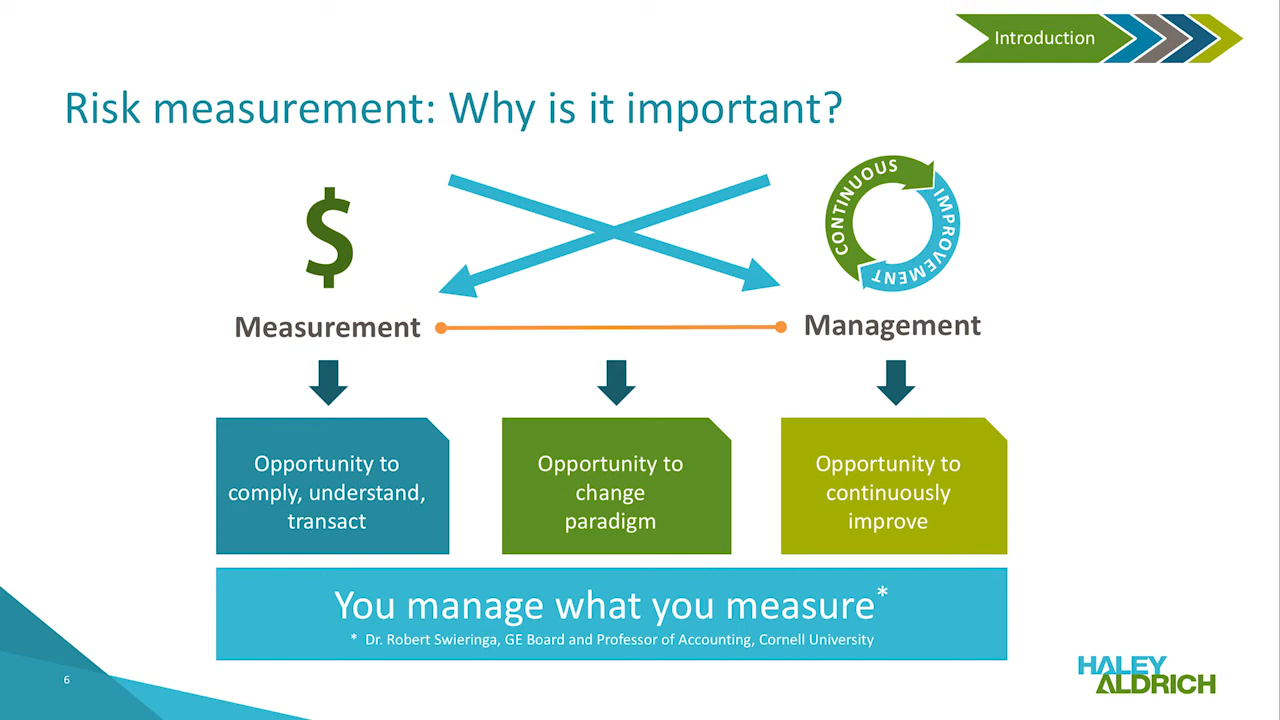 Introduction
Risk measurement: Why is it important?
$
CONTINUOUS
IMPROVEMENT
Measurement
Management
Opportunity to
comply, understand,
transact
Opportunity to
change
paradigm
Opportunity to
continuously
improve
You manage what you measure*
* Dr. Robert Swieringa, GE Board and Professor of Accounting, Cornell University
6
HALEY
ALDRICH